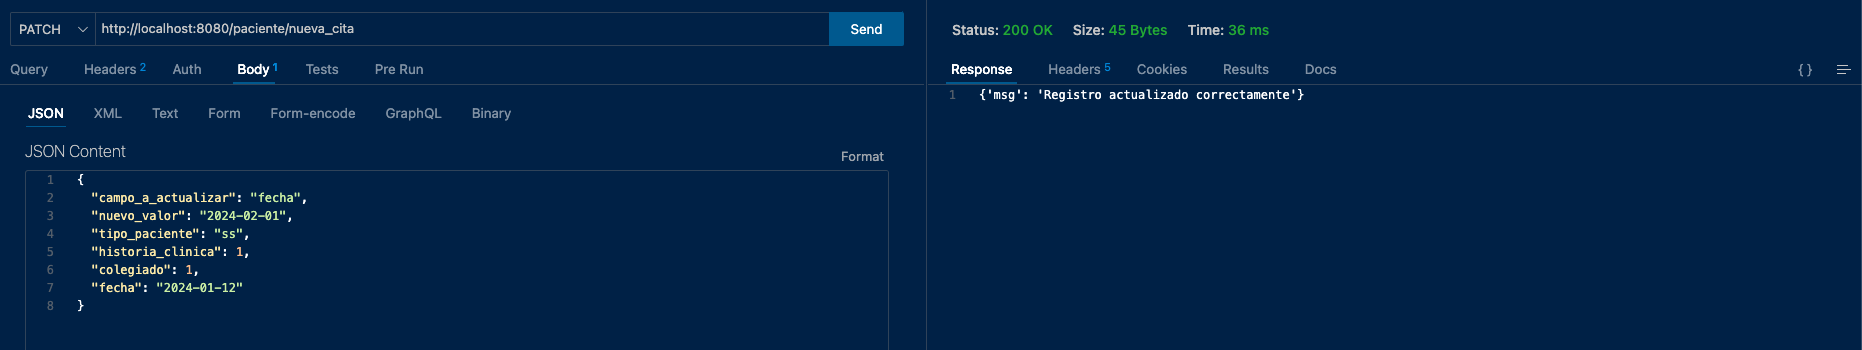 PATCH http://localhost:8080/paciente/nueva_cita Send
Query Headers 2 Auth Body 1 Tests Pre Run
JSON XML Text Form Form-encode GraphQL Binary
JSON Content
Format
1 {
2 "campo_a_actualizar": "fecha",
3 "nuevo_valor": "2024-02-01",
4 "tipo_paciente": "ss",
5 "historia_clinica": 1,
6 "colegiado": 1,
7 "fecha": "2024-01-12"
8 }
Status: 200 OK Size: 45 Bytes Time: 36 ms
Response Headers 5 Cookies Results Docs { }
1 {'msg': 'Registro actualizado correctamente'}